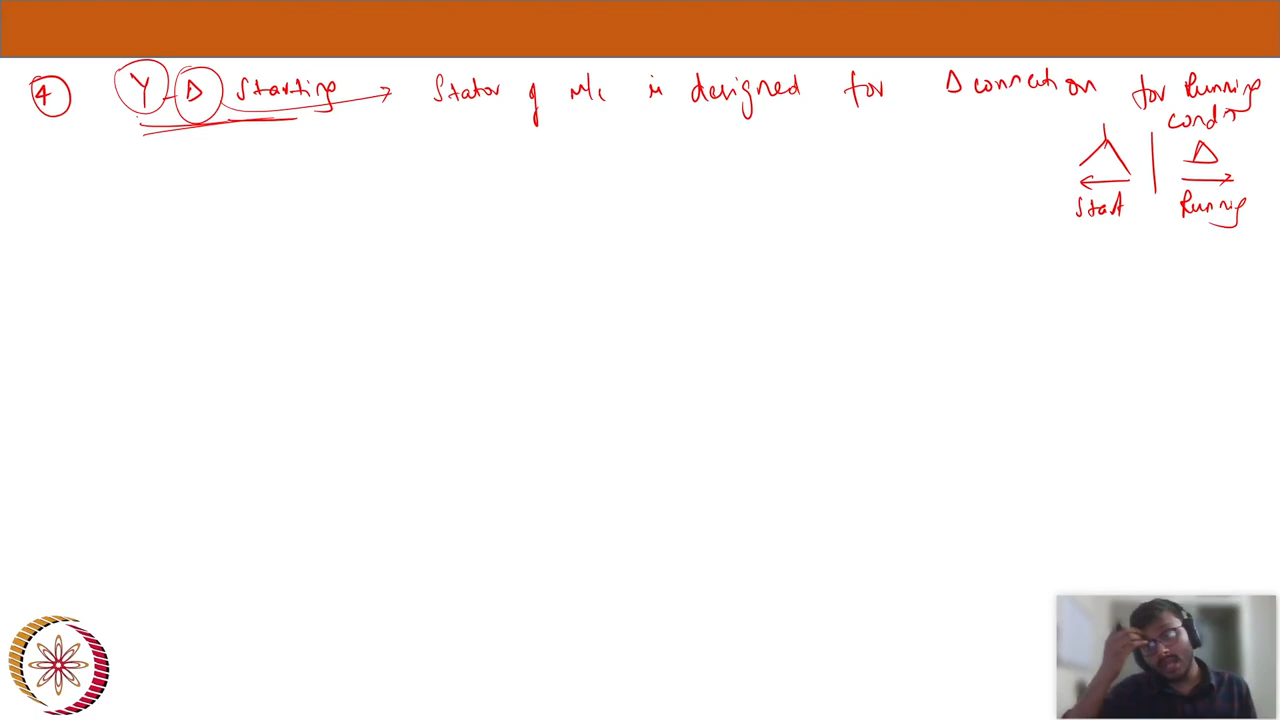 4 Y-Δ Starting → Stator of M/c is designed for Δ connection for Running
condn
Δ
Start Running